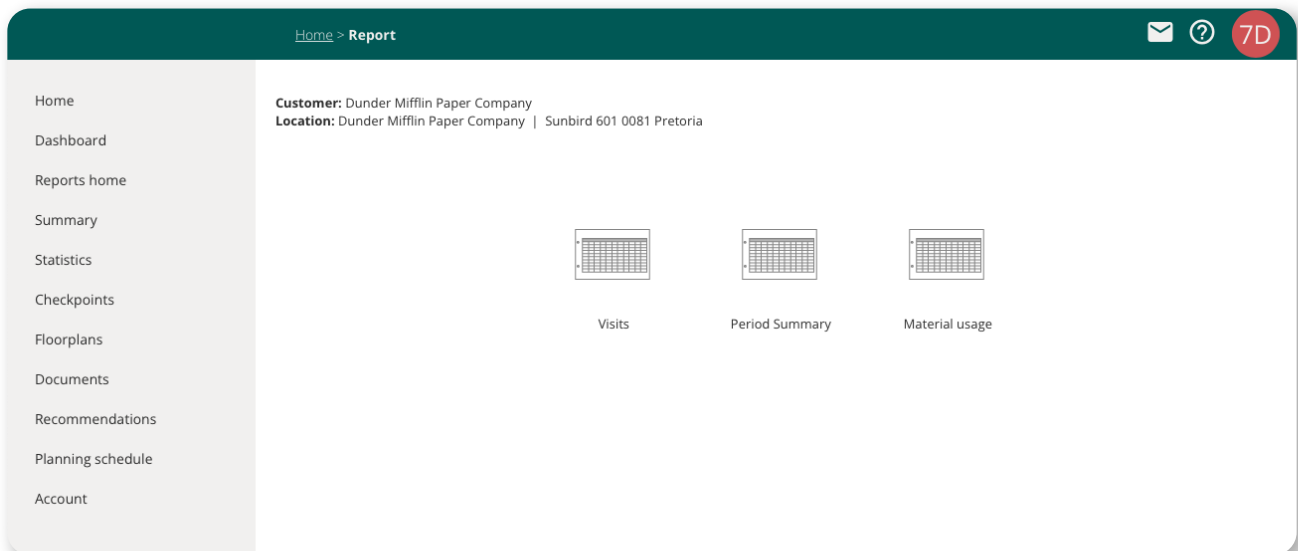 Home > Report
7D
Home
Dashboard
Reports home
Summary
Statistics
Checkpoints
Floorplans
Documents
Recommendations
Planning schedule
Account
Customer: Dunder Mifflin Paper Company
Location: Dunder Mifflin Paper Company | Sunbird 601 0081 Pretoria
Visits
Period Summary
Material usage